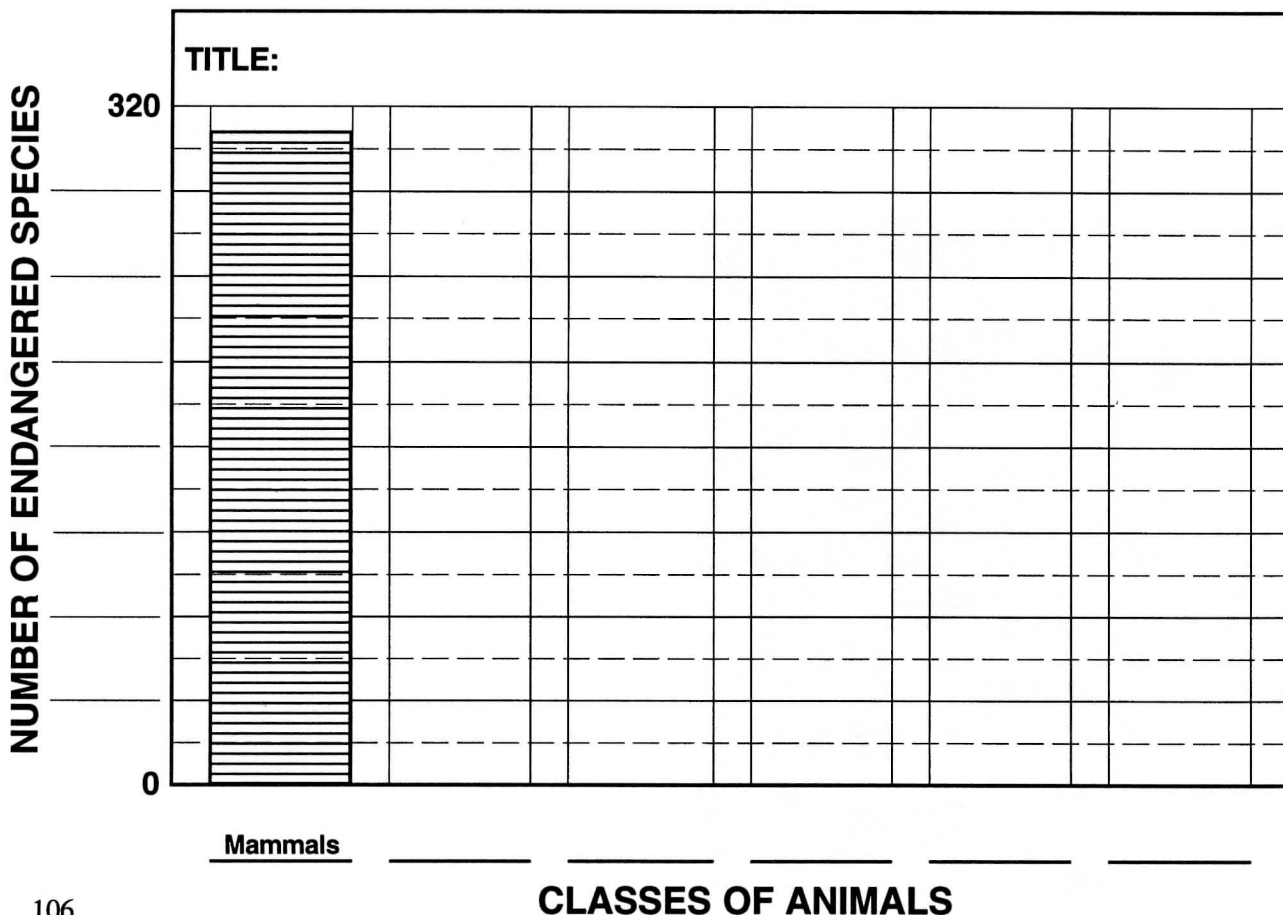 TITLE:
NUMBER OF ENDANGERED SPECIES
320
0
Mammals
CLASSES OF ANIMALS
106